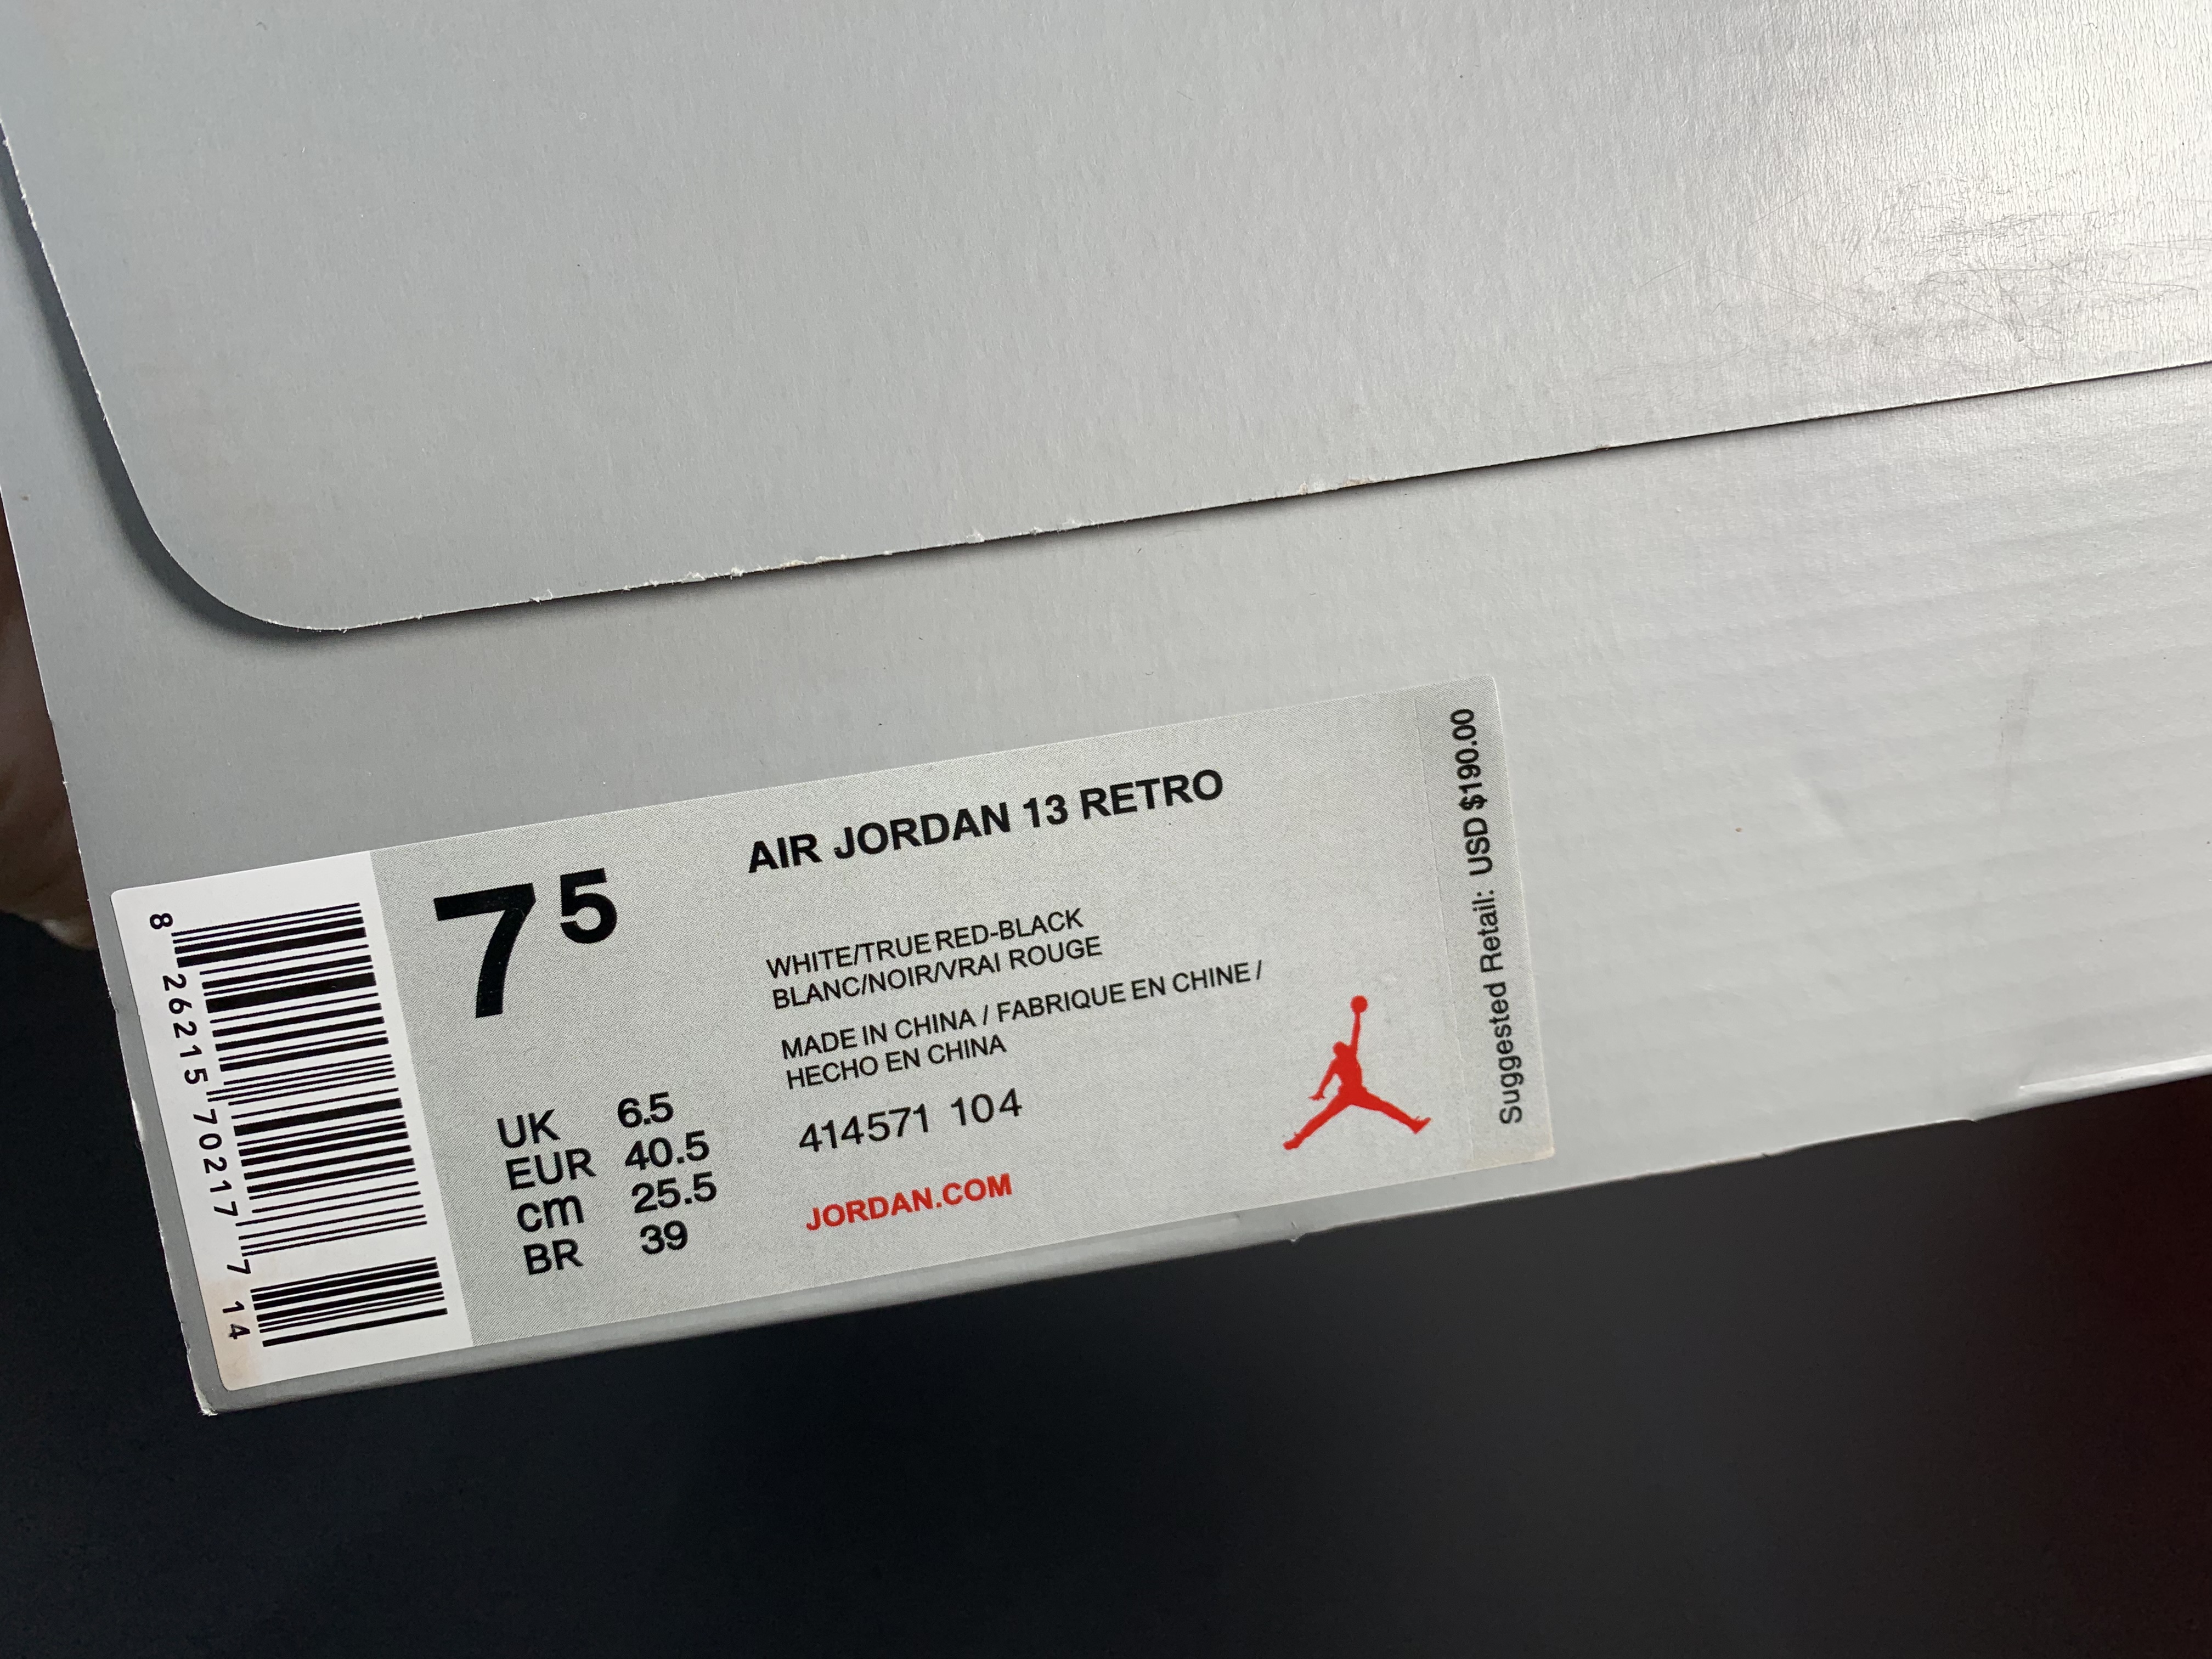 8 26215 70217 7 14
7 5
AIR JORDAN 13 RETRO
WHITE/TRUE RED-BLACK
BLANC/NOIR/VRAI ROUGE
MADE IN CHINA / FABRIQUE EN CHINE /
HECHO EN CHINA
UK 6.5
EUR 40.5
cm 25.5
BR 39
414571 104
JORDAN.COM
Suggested Retail: USD $190.00